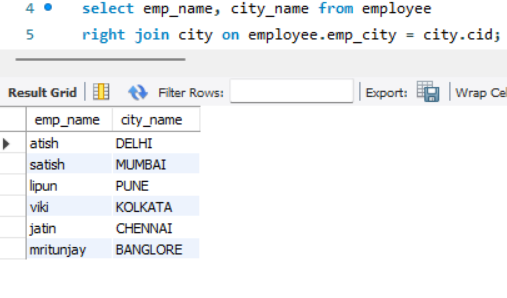 4 select emp_name, city_name from employee
5 right join city on employee.emp_city = city.cid;
Result Grid Filter Rows: Export: Wrap Cel
emp_name city_name
atish DELHI
satish MUMBAI
lipun PUNE
viki KOLKATA
jatin CHENNAI
mritunjay BANGLORE